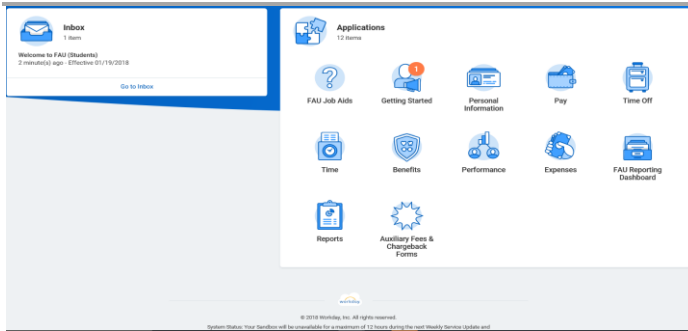 Inbox
1 item
Welcome to FAU (Students)
2 minute(s) ago - Effective 01/19/2018
Go to Inbox
Applications
12 items
1
FAU Job Aids
Getting Started
Personal
Information
Pay
Time Off
Time
Benefits
Performance
Expenses
FAU Reporting
Dashboard
Reports
Auxiliary Fees &
Chargeback
Forms
workday
© 2018 Workday, Inc. All rights reserved.
System Status: Your Sandbox will be unavailable for a maximum of 12 hours during the next Weekly Service Update and